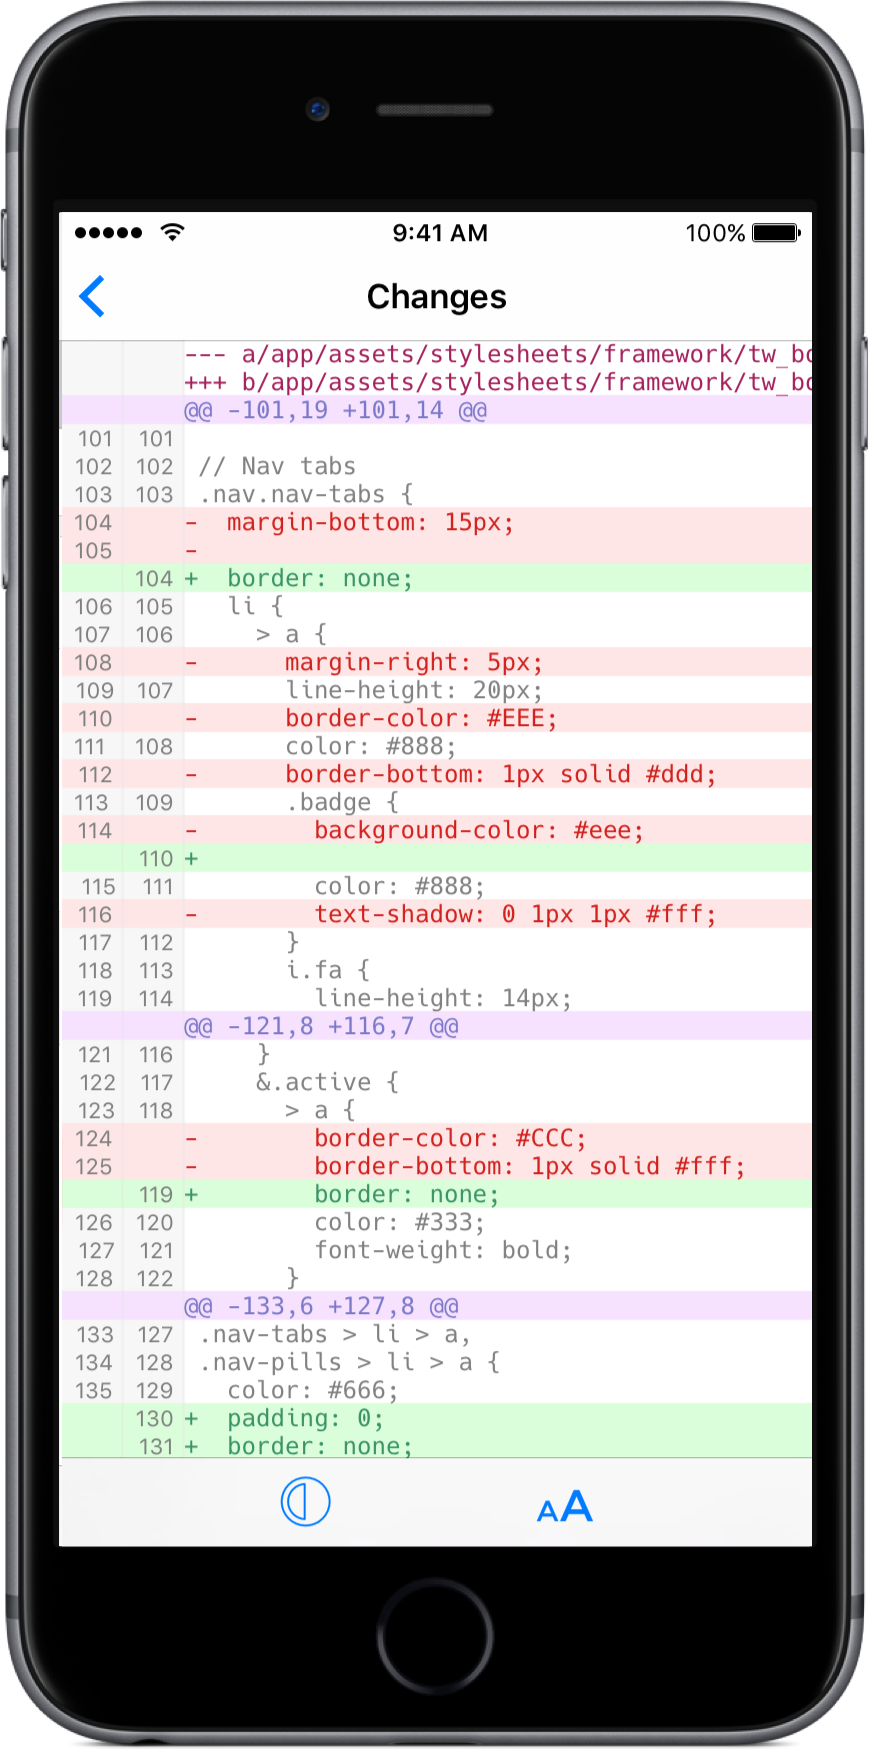 9:41 AM 100%
Changes
--- a/app/assets/stylesheets/framework/tw_bo
+++ b/app/assets/stylesheets/framework/tw_bo
@@ -101,19 +101,14 @@
101 101
102 102 // Nav tabs
103 103 .nav.nav-tabs {
104 - margin-bottom: 15px;
105 -
104 + border: none;
106 105 li {
107 106 > a {
108 - margin-right: 5px;
109 107 line-height: 20px;
110 - border-color: #EEE;
111 108 color: #888;
112 - border-bottom: 1px solid #ddd;
113 109 .badge {
114 - background-color: #eee;
110 +
115 111 color: #888;
116 - text-shadow: 0 1px 1px #fff;
117 112 }
118 113 i.fa {
119 114 line-height: 14px;
@@ -121,8 +116,7 @@
121 116 }
122 117 &.active {
123 118 > a {
124 - border-color: #CCC;
125 - border-bottom: 1px solid #fff;
119 + border: none;
126 120 color: #333;
127 121 font-weight: bold;
128 122 }
@@ -133,6 +127,8 @@
133 127 .nav-tabs > li > a,
134 128 .nav-pills > li > a {
135 129 color: #666;
130 + padding: 0;
131 + border: none;
AA